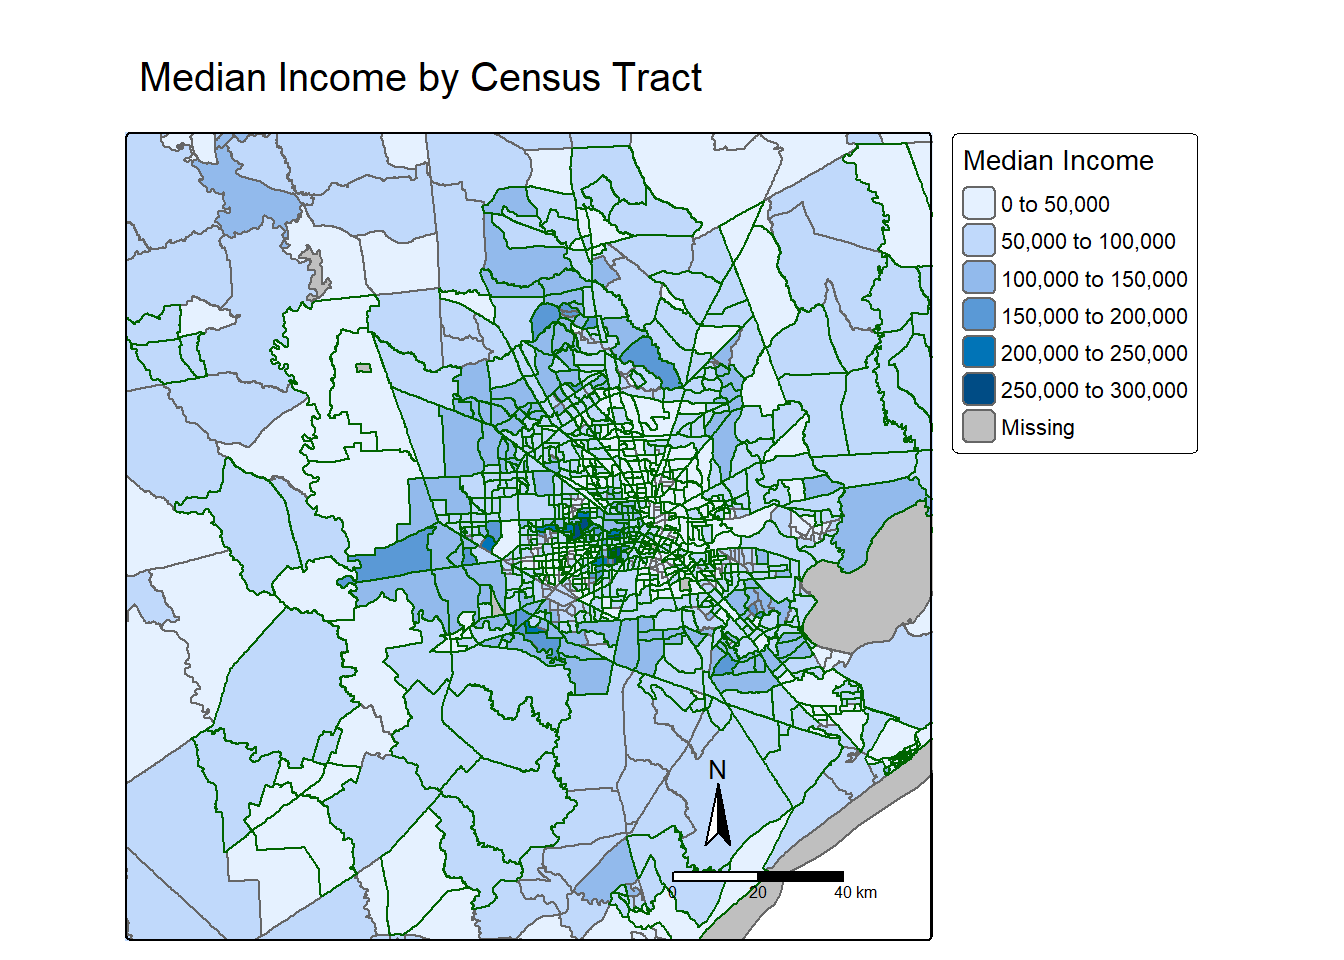 Median Income by Census Tract
Median Income
0 to 50,000
50,000 to 100,000
100,000 to 150,000
150,000 to 200,000
200,000 to 250,000
250,000 to 300,000
Missing
N
0 20 40 km